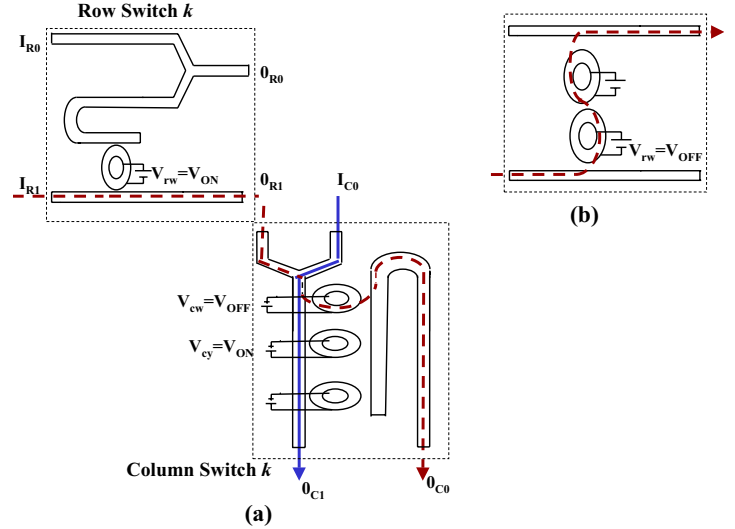 Row Switch k
I_R0
0_R0
V_rw=V_ON
I_R1
0_R1
I_C0
V_rw=V_OFF
(b)
V_cw=V_OFF
V_cy=V_ON
Column Switch k
0_C1
0_C0
(a)